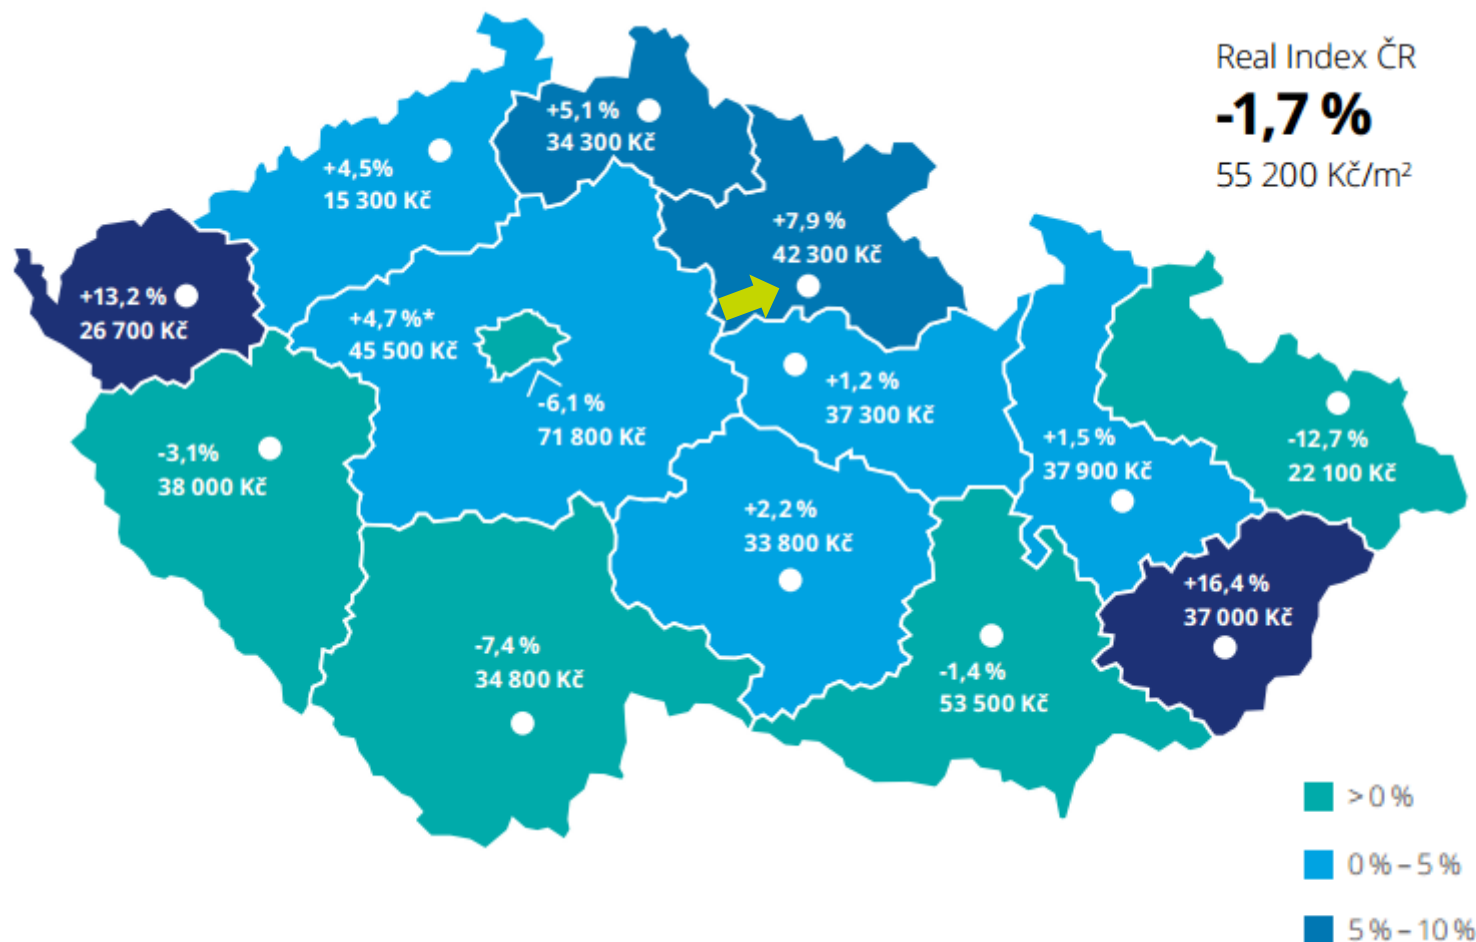 Real Index ČR
-1,7 %
55 200 Kč/m²
+5,1 %
34 300 Kč
+4,5%
15 300 Kč
+7,9 %
42 300 Kč
+13,2 %
26 700 Kč
+4,7 %*
45 500 Kč
-6,1 %
71 800 Kč
+1,2 %
37 300 Kč
-3,1%
38 000 Kč
+1,5 %
37 900 Kč
-12,7 %
22 100 Kč
+2,2 %
33 800 Kč
+16,4 %
37 000 Kč
-7,4 %
34 800 Kč
-1,4 %
53 500 Kč
> 0 %
0 % – 5 %
5 % – 10 %